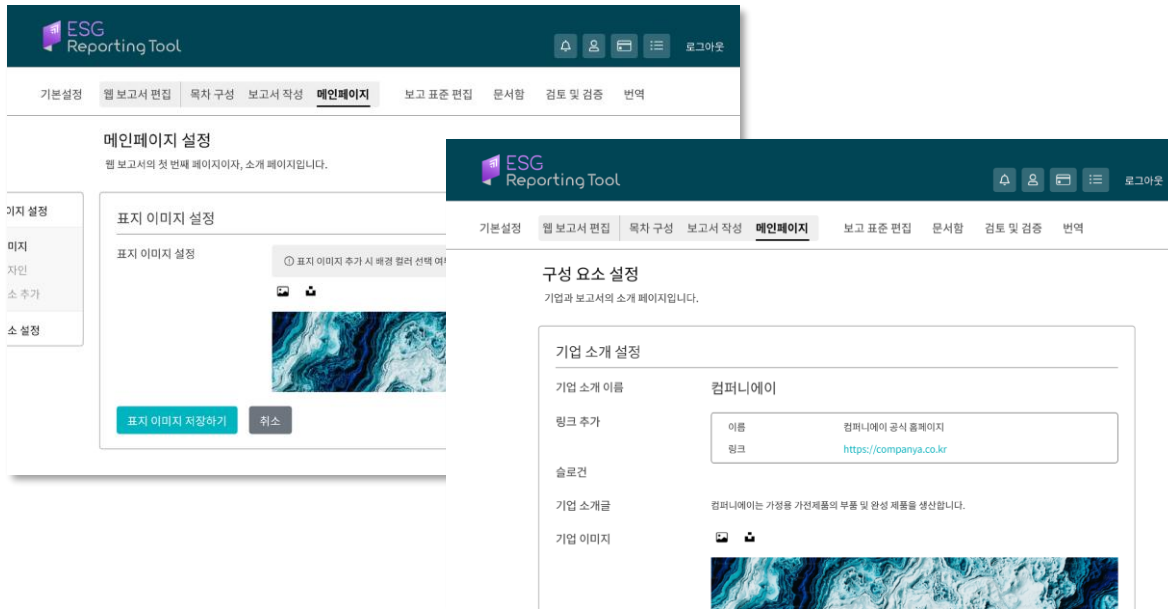 ESG
Reporting Tool
로그아웃
기본설정 웹 보고서 편집 목차 구성 보고서 작성 메인페이지 보고 표준 편집 문서함 검토 및 검증 번역
메인페이지 설정
웹 보고서의 첫 번째 페이지이자, 소개 페이지입니다.
이지 설정
미지
자인
소 추가
소 설정
표지 이미지 설정
표지 이미지 설정
표지 이미지 추가 시 배경 컬러 선택
표지 이미지 저장하기 취소
ESG
Reporting Tool
로그아웃
기본설정 웹 보고서 편집 목차 구성 보고서 작성 메인페이지 보고 표준 편집 문서함 검토 및 검증 번역
구성 요소 설정
기업과 보고서의 소개 페이지입니다.
기업 소개 설정
기업 소개 이름 컴퍼니에이
링크 추가
이름 컴퍼니에이 공식 홈페이지
링크 https://companya.co.kr
슬로건
기업 소개글 컴퍼니에이는 가정용 가전제품의 부품 및 완성 제품을 생산합니다.
기업 이미지